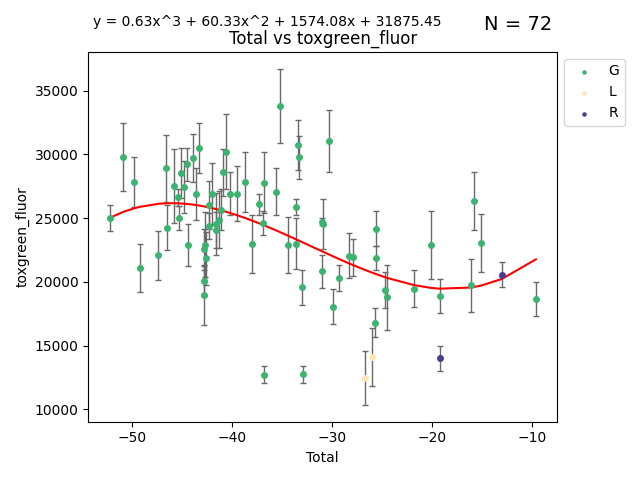 y = 0.63x^3 + 60.33x^2 + 1574.08x + 31875.45
N = 72
Total vs toxgreen_fluor
G
L
R
toxgreen_fluor
35000
30000
25000
20000
15000
10000
−50 −40 −30 −20 −10
Total